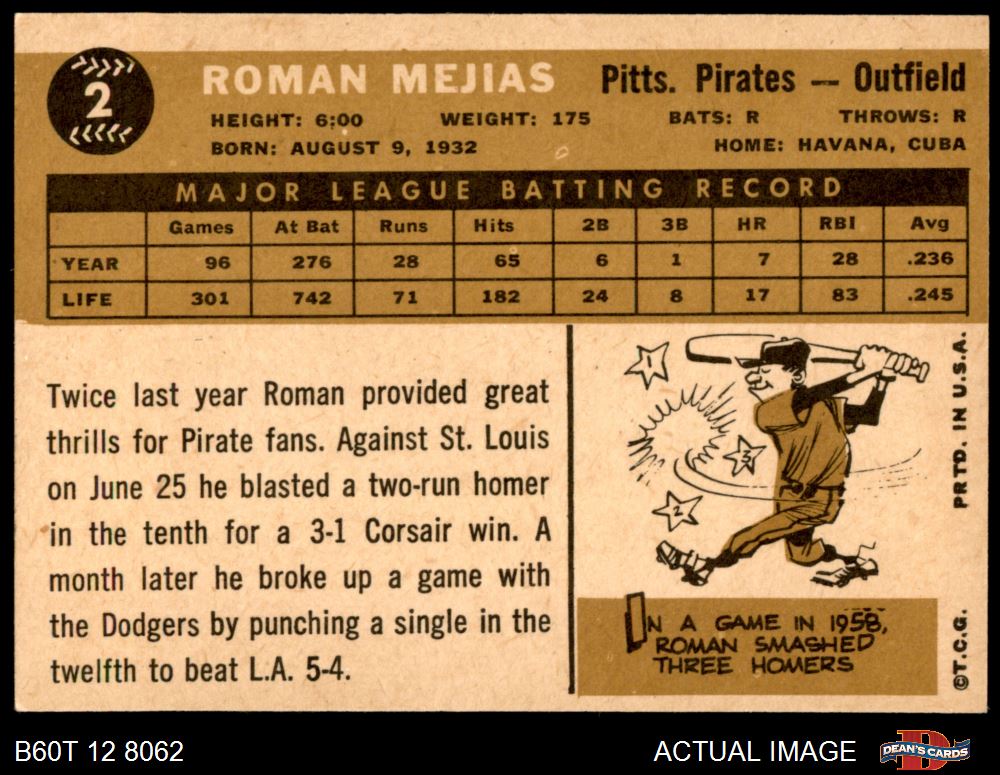 2
ROMAN MEJIAS Pitts. Pirates — Outfield
HEIGHT: 6:00 WEIGHT: 175 BATS: R THROWS: R
BORN: AUGUST 9, 1932 HOME: HAVANA, CUBA
MAJOR LEAGUE BATTING RECORD
Games At Bat Runs Hits 2B 3B HR RBI Avg
YEAR 96 276 28 65 6 1 7 28 .236
LIFE 301 742 71 182 24 8 17 83 .245
Twice last year Roman provided great
thrills for Pirate fans. Against St. Louis
on June 25 he blasted a two-run homer
in the tenth for a 3-1 Corsair win. A
month later he broke up a game with
the Dodgers by punching a single in the
twelfth to beat L.A. 5-4.
1
3
2
IN A GAME IN 1958,
ROMAN SMASHED
THREE HOMERS
©T.C.G. PRTD. IN U.S.A.
B60T 12 8062 ACTUAL IMAGE D DEAN'S CARDS